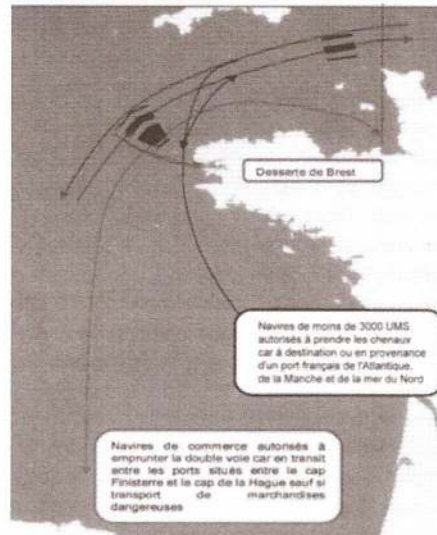 Desserte de Brest
Navires de moins de 3000 UMS
autorisés à prendre les chenaux
car à destination ou en provenance
d'un port français de l'Atlantique,
de la Manche et de la mer du Nord
Navires de commerce autorisés à
emprunter la double voie car en transit
entre les ports situés entre le cap
Finisterre et le cap de la Hague sauf si
transport de marchandises
dangereuses